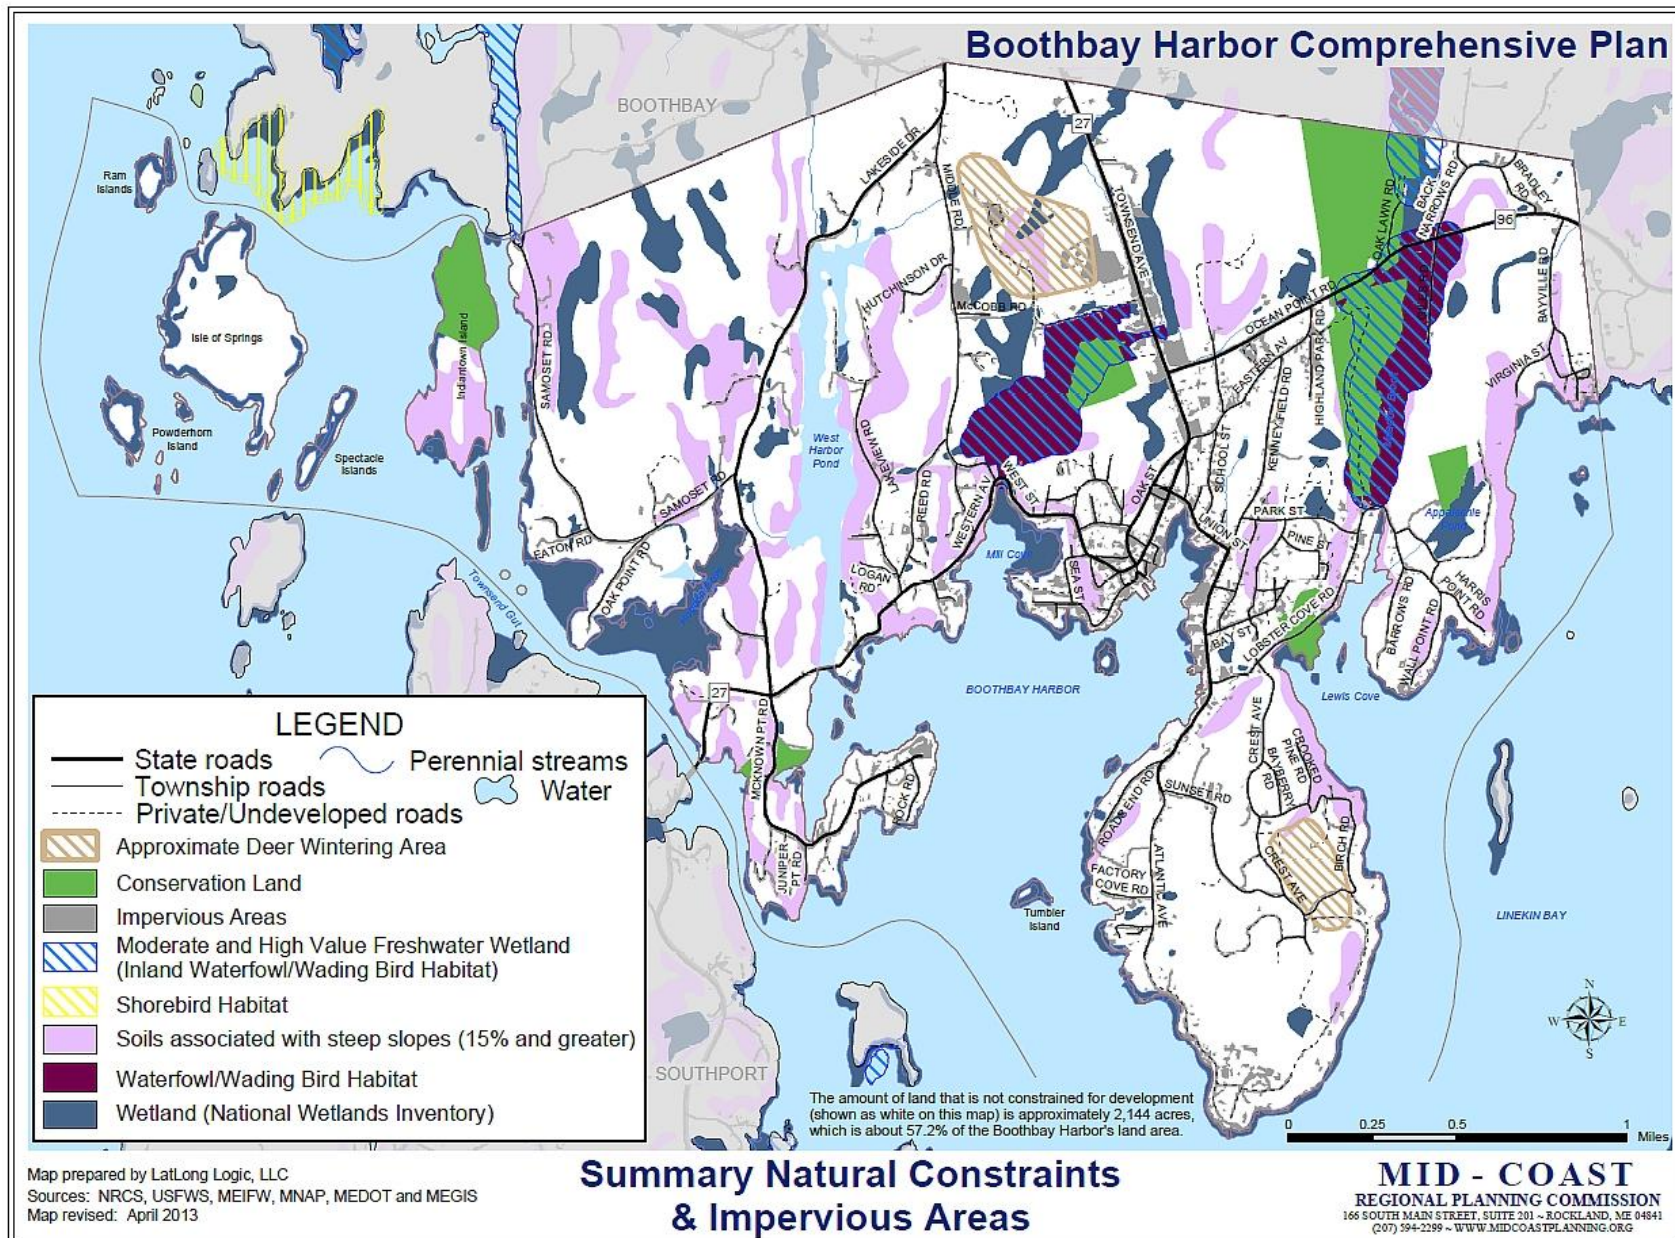 Boothbay Harbor Comprehensive Plan
BOOTHBAY
27
LAKESIDE DR
MIDDLE RD
TOWNSEND AVE
BRADLEY
RD
BACK
NARROWS RD
OAK LAWN RD
96
Ram
Islands
Isle of Springs
Indiantown Island
SAMOSET RD
HUTCHINSON DR
McCOBB RD
OCEAN POINT RD
EASTERN AV
HIGHLAND PARK RD
KENNEY FIELD RD
BAYVILLE RD
VIRGINIA ST
Powderhorn
Island
Spectacle
Islands
West
Harbor
Pond
LAKEVIEW RD
REED RD
WESTERN AV
WEST ST
OAK ST
SCHOOL ST
SAMOSET RD
EATON RD
OAK POINT RD
LOGAN
RD
Mill Cove
SEA ST
UNION ST
PARK ST
PINE ST
Townsend Gut
BARROWS RD
WALL POINT RD
HARRIS
POINT RD
BAY ST
LOBSTER COVE RD
BOOTHBAY HARBOR
Lewis Cove
27
MCKNOWN PT RD
ROCK RD
JUNIPER
PT RD
CREST AVE
BAYBERRY
RD
CROOKED
PINE RD
SUNSET RD
ROADS END RD
ATLANTIC AVE
FACTORY
COVE RD
CREST AVE
BIRCH RD
Tumbler
Island
LINEKIN BAY
SOUTHPORT
LEGEND
State roads
Perennial streams
Township roads
Water
Private/Undeveloped roads
Approximate Deer Wintering Area
Conservation Land
Impervious Areas
Moderate and High Value Freshwater Wetland
(Inland Waterfowl/Wading Bird Habitat)
Shorebird Habitat
Soils associated with steep slopes (15% and greater)
Waterfowl/Wading Bird Habitat
Wetland (National Wetlands Inventory)
The amount of land that is not constrained for development
(shown as white on this map) is approximately 2,144 acres,
which is about 57.2% of the Boothbay Harbor's land area.
N
W E
S
0 0.25 0.5 1
Miles
Map prepared by LatLong Logic, LLC
Sources: NRCS, USFWS, MEIFW, MNAP, MEDOT and MEGIS
Map revised: April 2013
Summary Natural Constraints
& Impervious Areas
MID - COAST
REGIONAL PLANNING COMMISSION
166 SOUTH MAIN STREET, SUITE 201 ~ ROCKLAND, ME 04841
(207) 594-2299 ~ WWW.MIDCOASTPLANNING.ORG